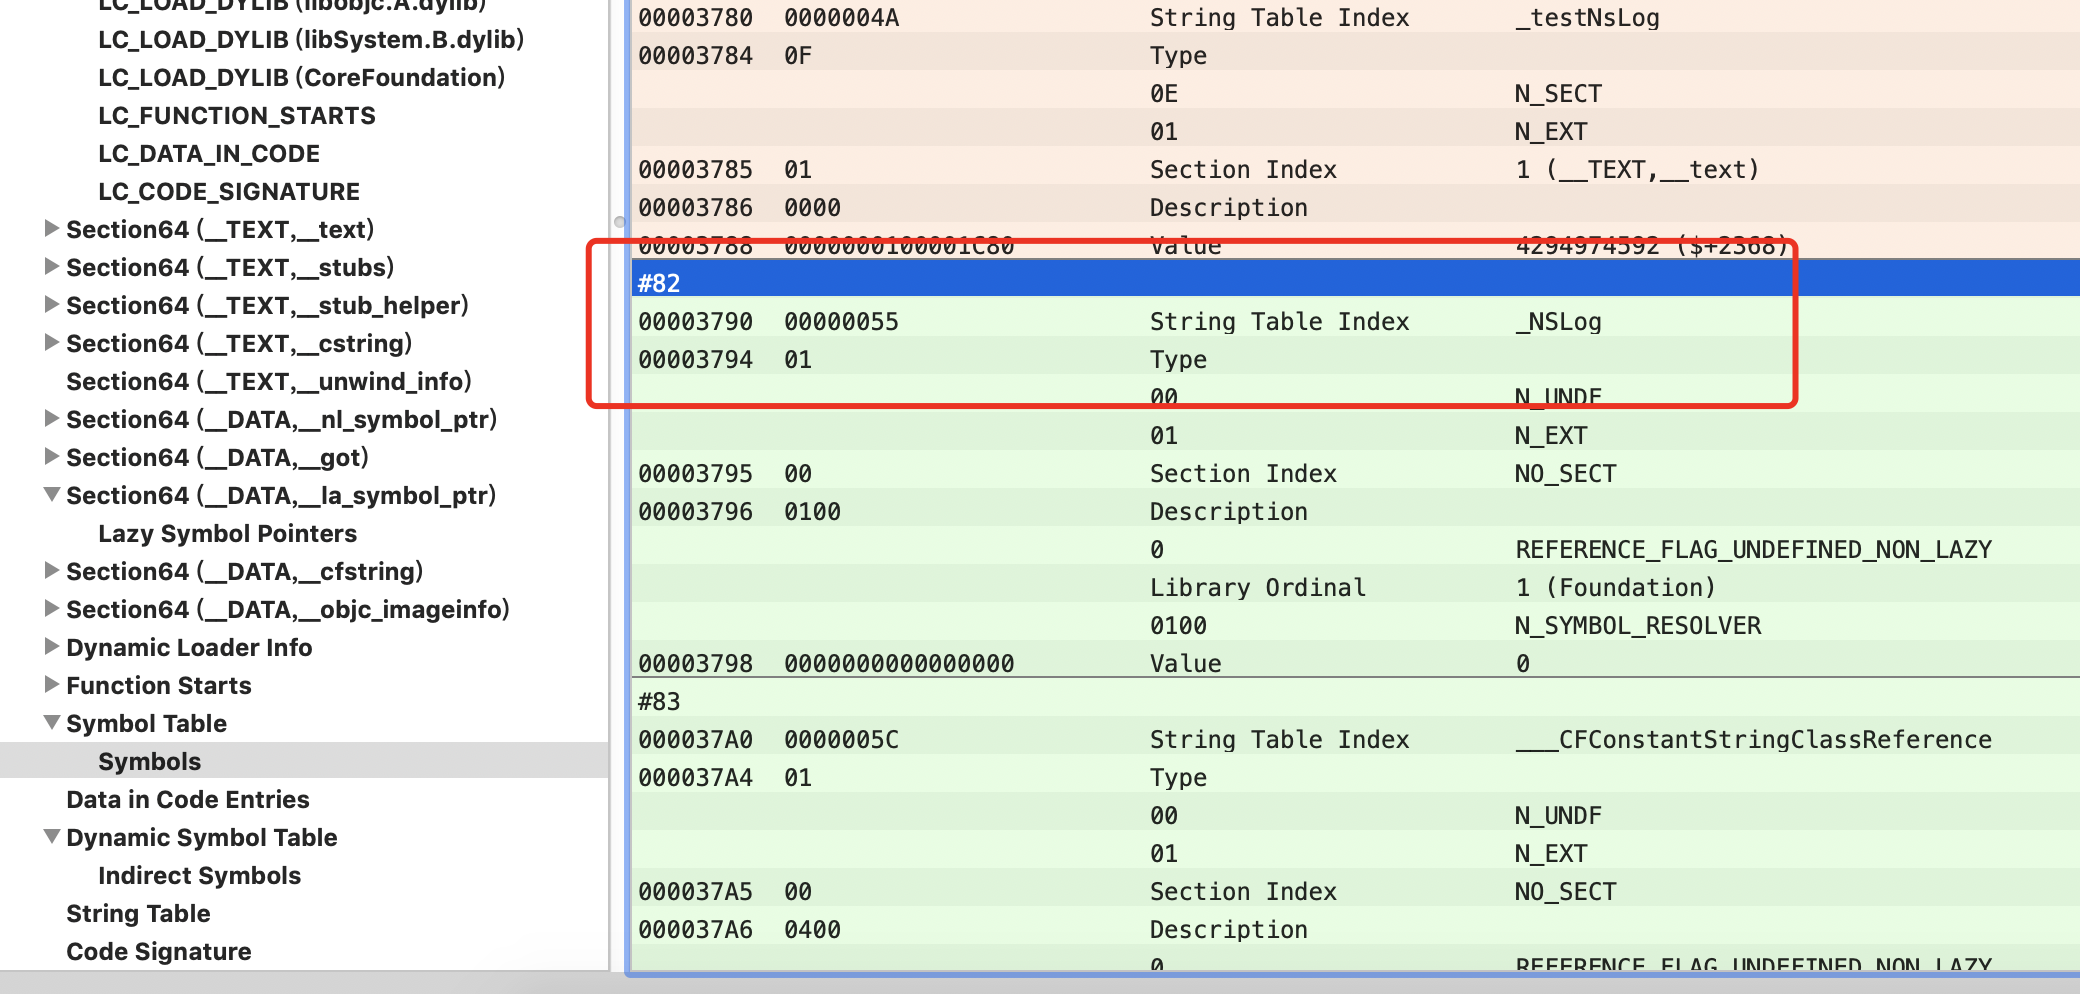 LC_LOAD_DYLIB (libobjc.A.dylib)
LC_LOAD_DYLIB (libSystem.B.dylib)
LC_LOAD_DYLIB (CoreFoundation)
LC_FUNCTION_STARTS
LC_DATA_IN_CODE
LC_CODE_SIGNATURE
Section64 (__TEXT,__text)
Section64 (__TEXT,__stubs)
Section64 (__TEXT,__stub_helper)
Section64 (__TEXT,__cstring)
Section64 (__TEXT,__unwind_info)
Section64 (__DATA,__nl_symbol_ptr)
Section64 (__DATA,__got)
Section64 (__DATA,__la_symbol_ptr)
Lazy Symbol Pointers
Section64 (__DATA,__cfstring)
Section64 (__DATA,__objc_imageinfo)
Dynamic Loader Info
Function Starts
Symbol Table
Symbols
Data in Code Entries
Dynamic Symbol Table
Indirect Symbols
String Table
Code Signature
00003780 0000004A String Table Index _testNsLog
00003784 0F Type
0E N_SECT
01 N_EXT
00003785 01 Section Index 1 (__TEXT,__text)
00003786 0000 Description
00003788 0000000100001C80 Value 4294974592 ($+2368)
#82
00003790 00000055 String Table Index _NSLog
00003794 01 Type
00 N_UNDF
01 N_EXT
00003795 00 Section Index NO_SECT
00003796 0100 Description
0 REFERENCE_FLAG_UNDEFINED_NON_LAZY
Library Ordinal 1 (Foundation)
0100 N_SYMBOL_RESOLVER
00003798 0000000000000000 Value 0
#83
000037A0 0000005C String Table Index ___CFConstantStringClassReference
000037A4 01 Type
00 N_UNDF
01 N_EXT
000037A5 00 Section Index NO_SECT
000037A6 0400 Description
0 REFERENCE_FLAG_UNDEFINED_NON_LAZY